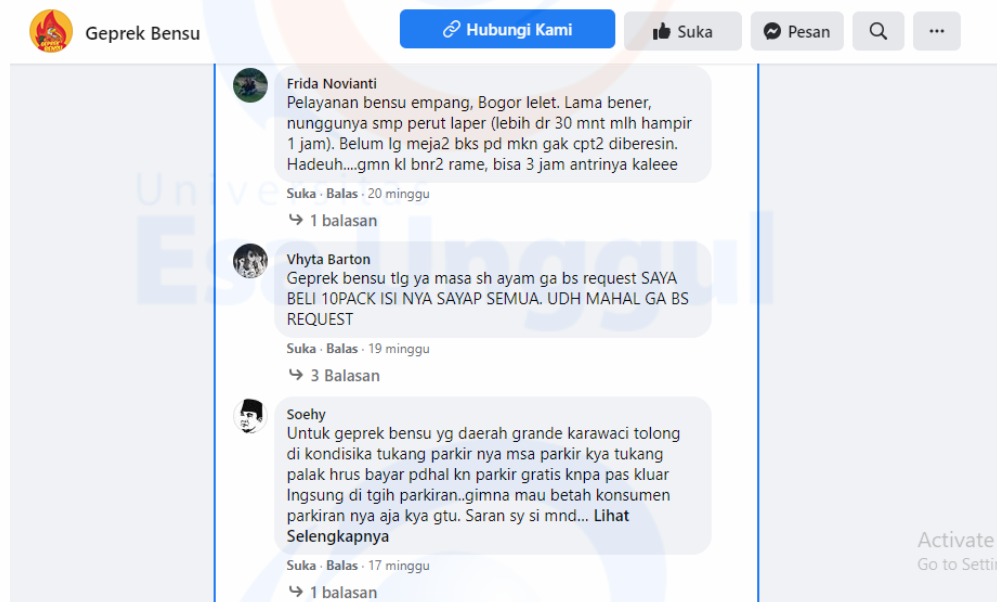 Geprek Bensu
Hubungi Kami
Suka
Pesan
Frida Novianti
Pelayanan bensu empang, Bogor lelet. Lama bener,
nunggunya smp perut laper (lebih dr 30 mnt mlh hampir
1 jam). Belum lg meja2 bks pd mkn gak cpt2 diberesin.
Hadeuh....gmn kl bnr2 rame, bisa 3 jam antrinya kaleee
Suka · Balas · 20 minggu
1 balasan
Universitas
Esa Unggul
Vhyta Barton
Geprek bensu tlg ya masa sh ayam ga bs request SAYA
BELI 10PACK ISI NYA SAYAP SEMUA. UDH MAHAL GA BS
REQUEST
Suka · Balas · 19 minggu
3 Balasan
Soehy
Untuk geprek bensu yg daerah grande karawaci tolong
di kondisika tukang parkir nya msa parkir kya tukang
palak hrus bayar pdhal kn parkir gratis knpa pas kluar
lngsung di tgih parkiran..gimna mau betah konsumen
parkiran nya aja kya gtu. Saran sy si mnd... Lihat
Selengkapnya
Suka · Balas · 17 minggu
1 balasan
Activate
Go to Settin